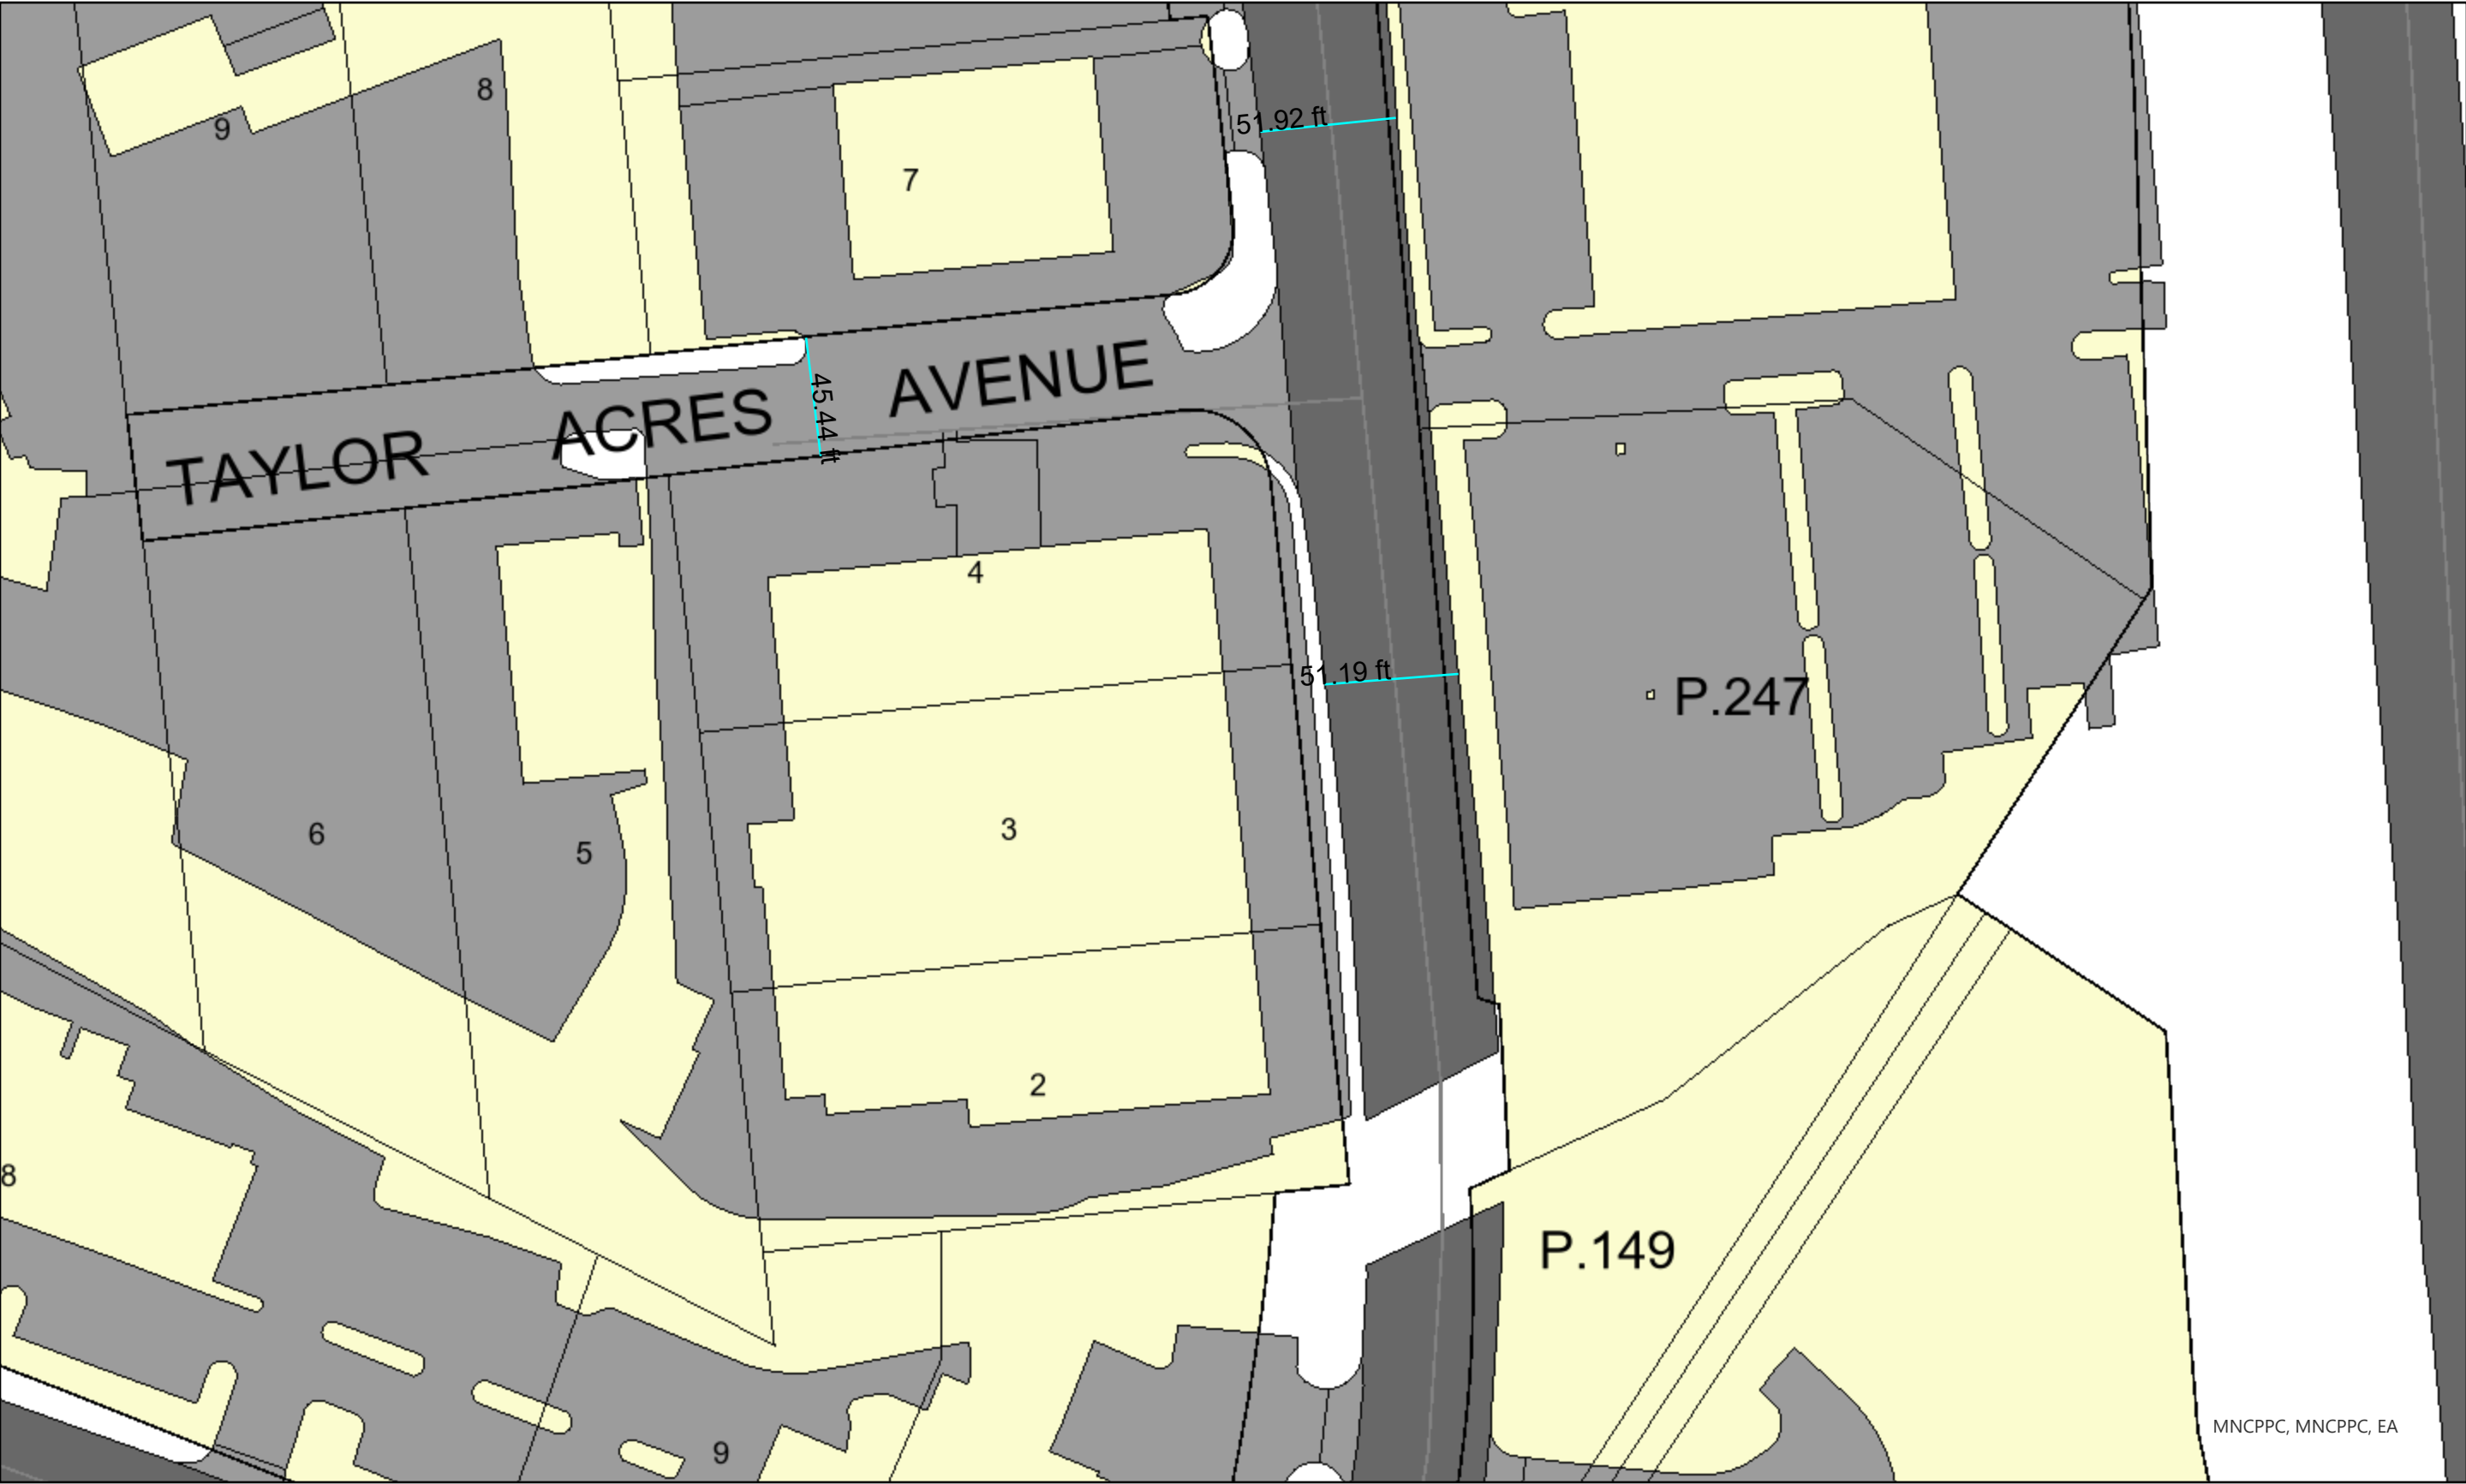 8
9
51.92 ft
7
TAYLOR ACRES AVENUE
45.44 ft
4
51.19 ft
P.247
3
6
5
2
8
P.149
MNCPPC, MNCPPC, EA
9